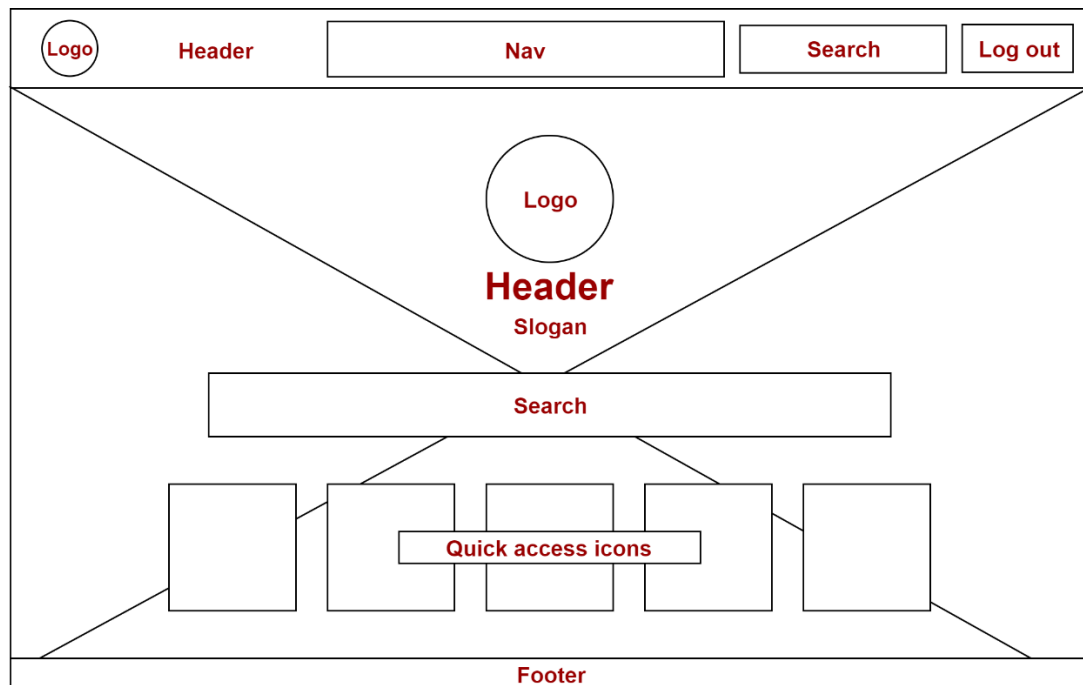 Logo
Header
Nav
Search
Log out
Logo
Header
Slogan
Search
Quick access icons
Footer